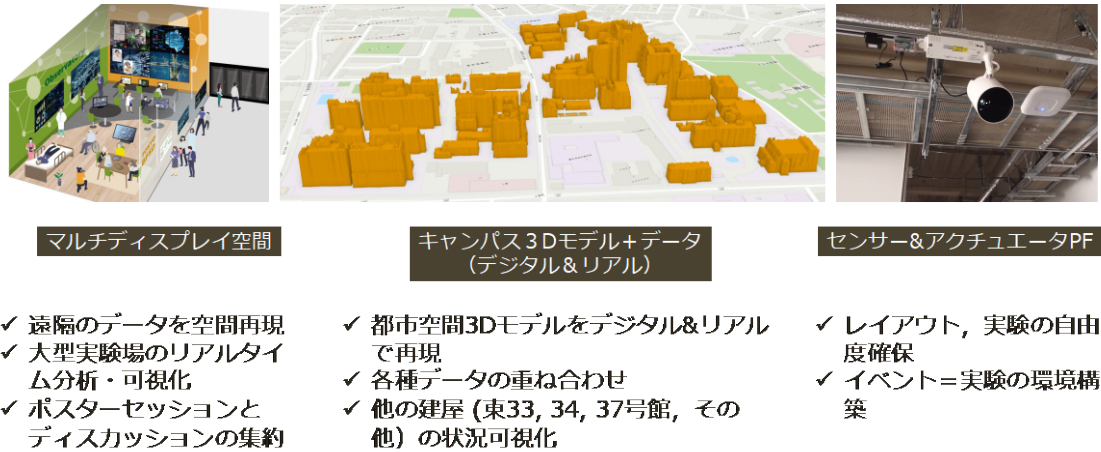 Observatory
マルチディスプレイ空間
✓ 遠隔のデータを空間再現
✓ 大型実験場のリアルタイ
ム分析・可視化
✓ ポスターセッションと
ディスカッションの集約
キャンパス３Dモデル＋データ
（デジタル＆リアル）
✓ 都市空間3Dモデルをデジタル&リアル
で再現
✓ 各種データの重ね合わせ
✓ 他の建屋 (東33, 34, 37号館，その
他）の状況可視化
センサー&アクチュエータPF
✓ レイアウト，実験の自由
度確保
✓ イベント＝実験の環境構
築